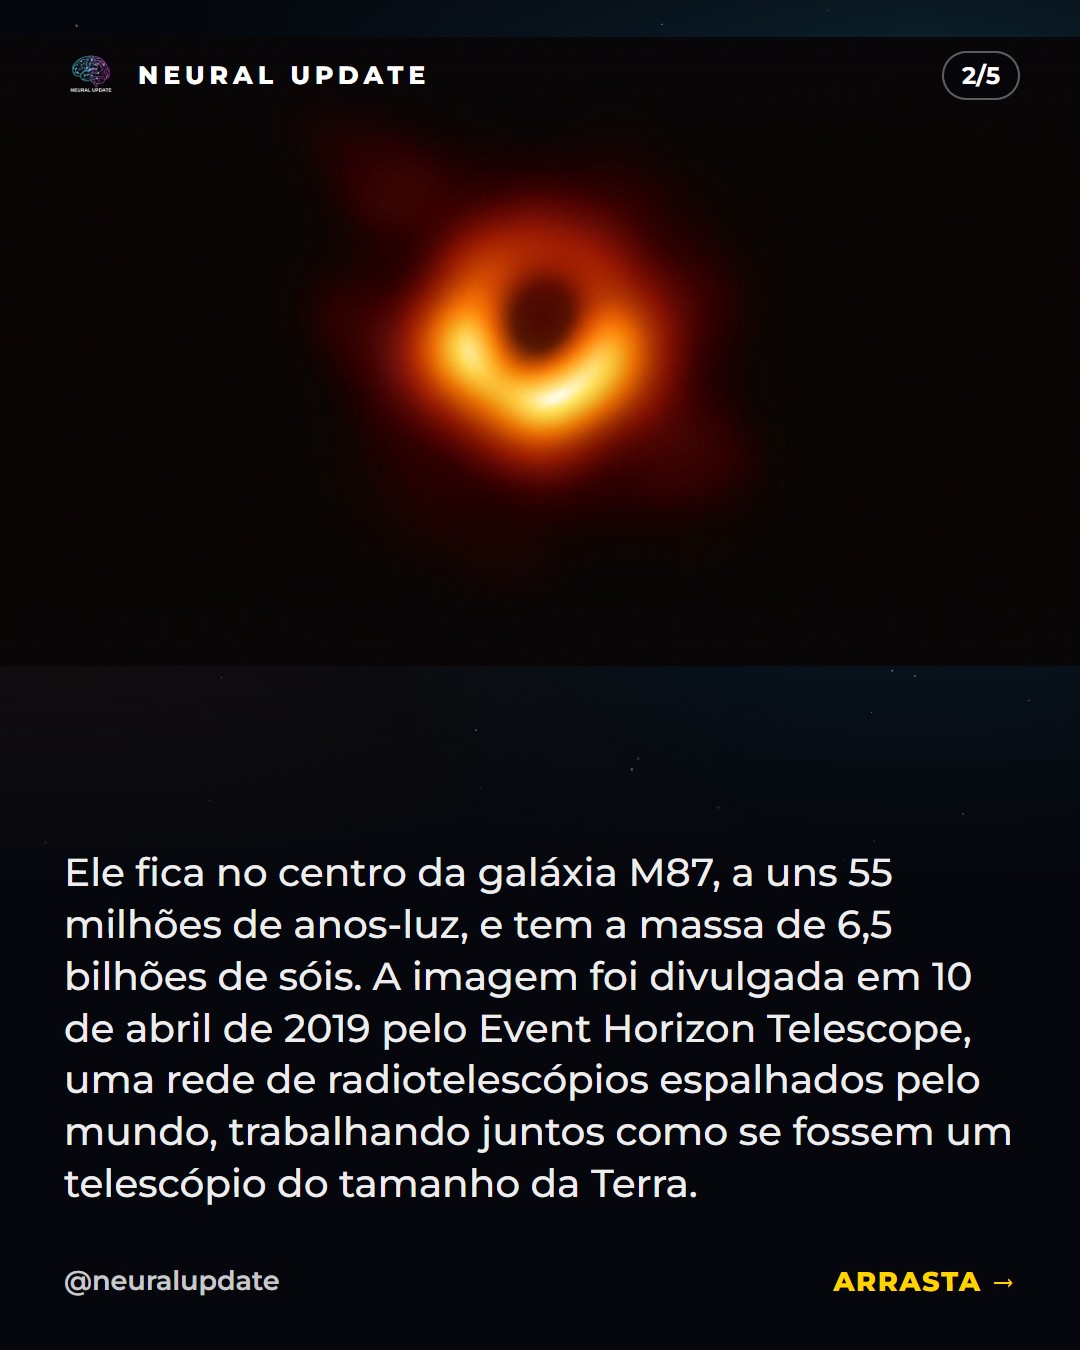 NEURAL UPDATE
NEURAL UPDATE
2/5
Ele fica no centro da galáxia M87, a uns 55
milhões de anos-luz, e tem a massa de 6,5
bilhões de sóis. A imagem foi divulgada em 10
de abril de 2019 pelo Event Horizon Telescope,
uma rede de radiotelescópios espalhados pelo
mundo, trabalhando juntos como se fossem um
telescópio do tamanho da Terra.
@neuralupdate
ARRASTA →